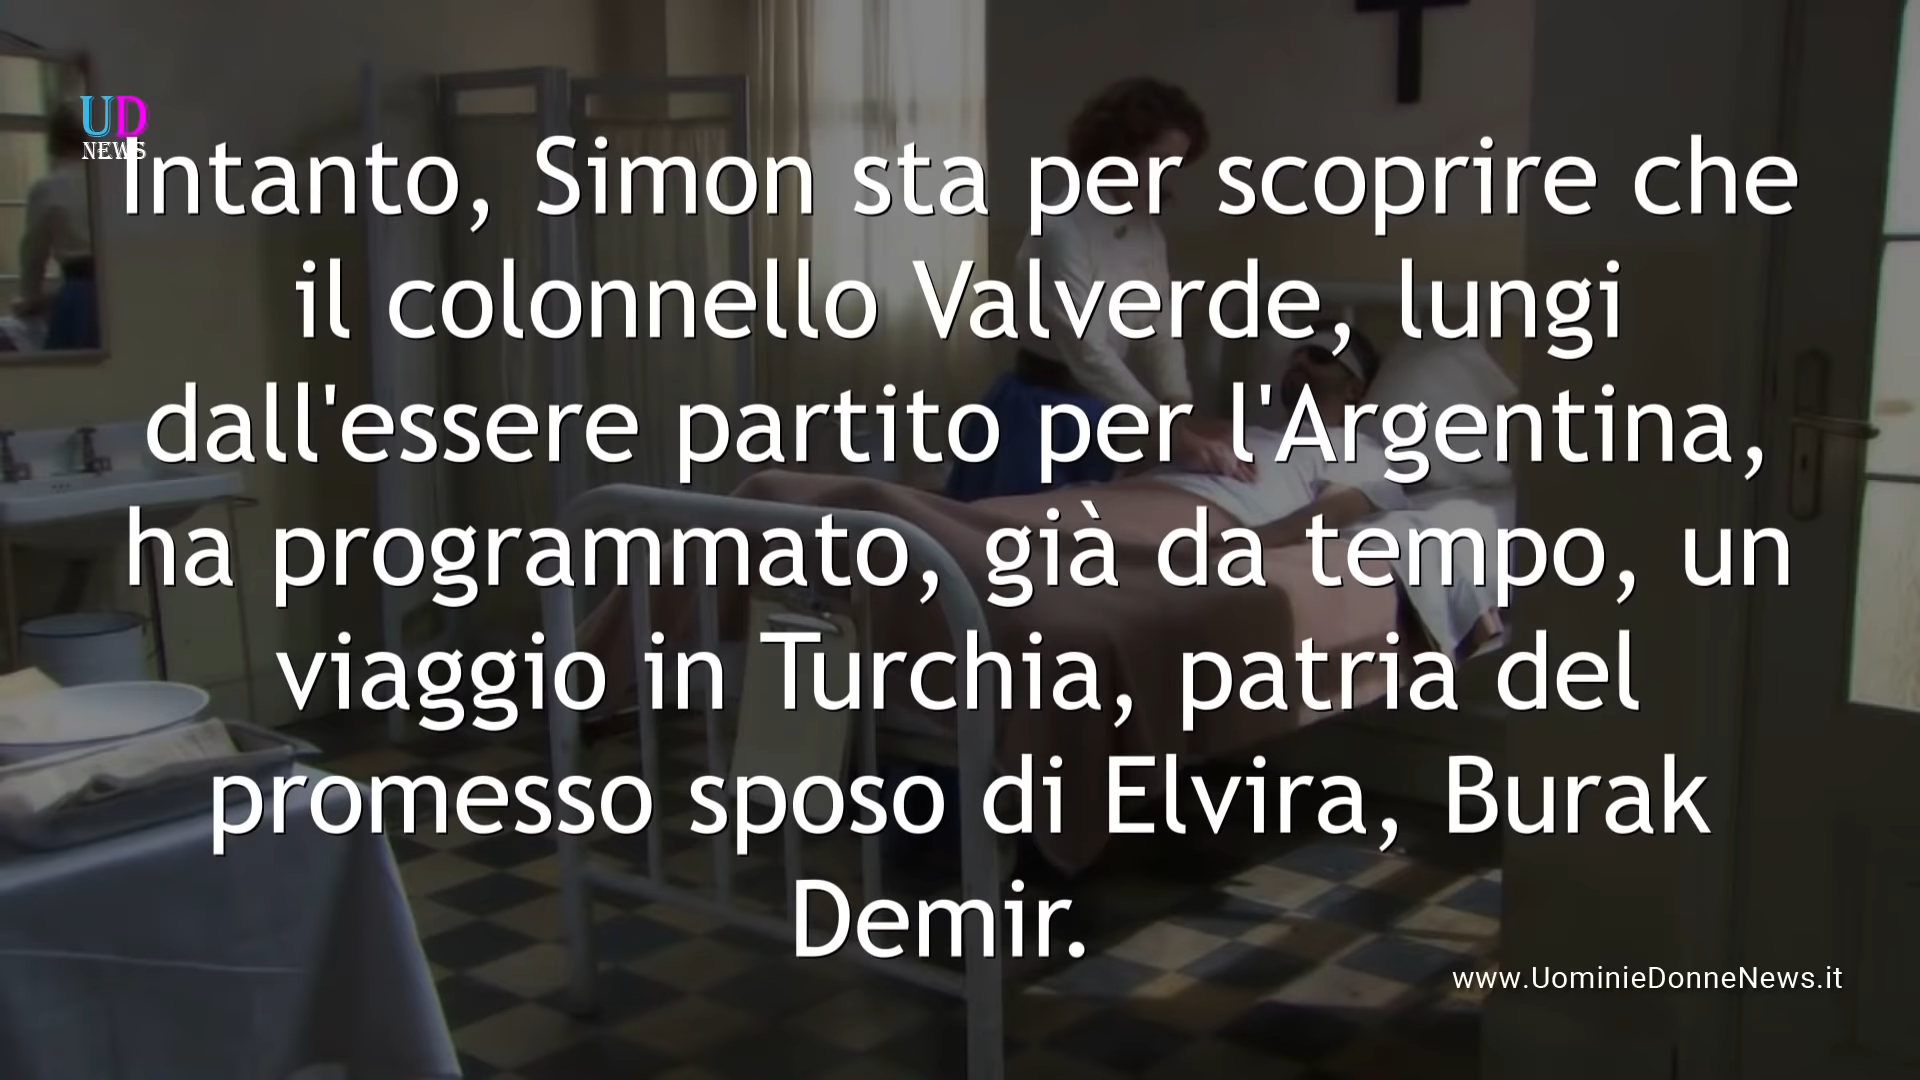 UD
NEWS
Intanto, Simon sta per scoprire che
il colonnello Valverde, lungi
dall'essere partito per l'Argentina,
ha programmato, già da tempo, un
viaggio in Turchia, patria del
promesso sposo di Elvira, Burak
Demir.
www.UominieDonneNews.it